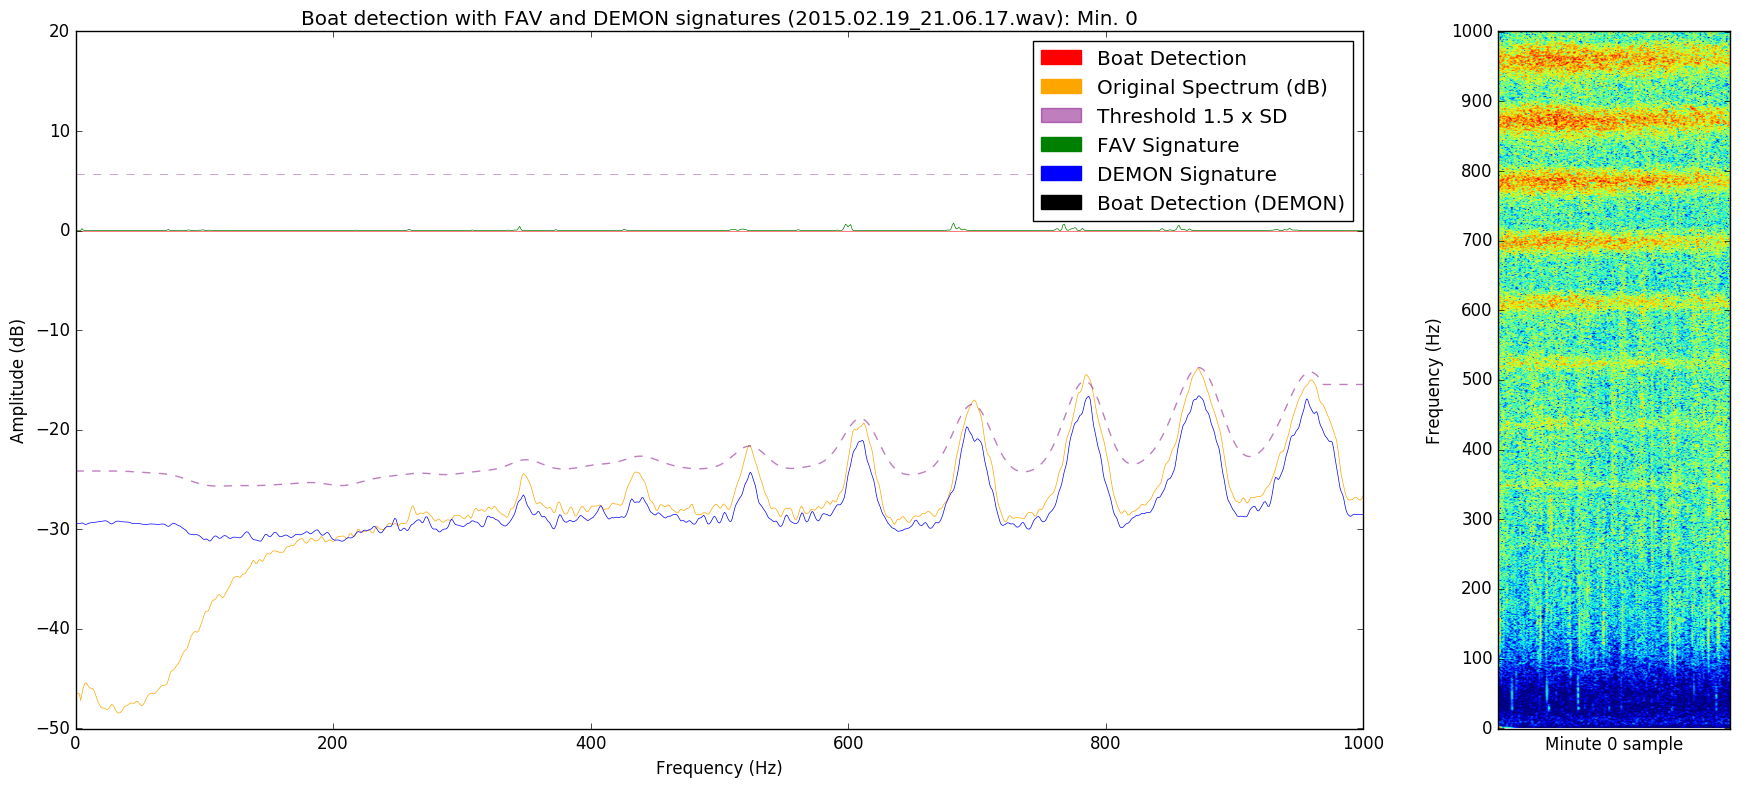 Boat detection with FAV and DEMON signatures (2015.02.19_21.06.17.wav): Min. 0
Boat Detection
Original Spectrum (dB)
Threshold 1.5 x SD
FAV Signature
DEMON Signature
Boat Detection (DEMON)
20
10
0
−10
−20
−30
−40
−50
Amplitude (dB)
0
200
400
600
800
1000
Frequency (Hz)
1000
900
800
700
600
500
400
300
200
100
0
Frequency (Hz)
Minute 0 sample